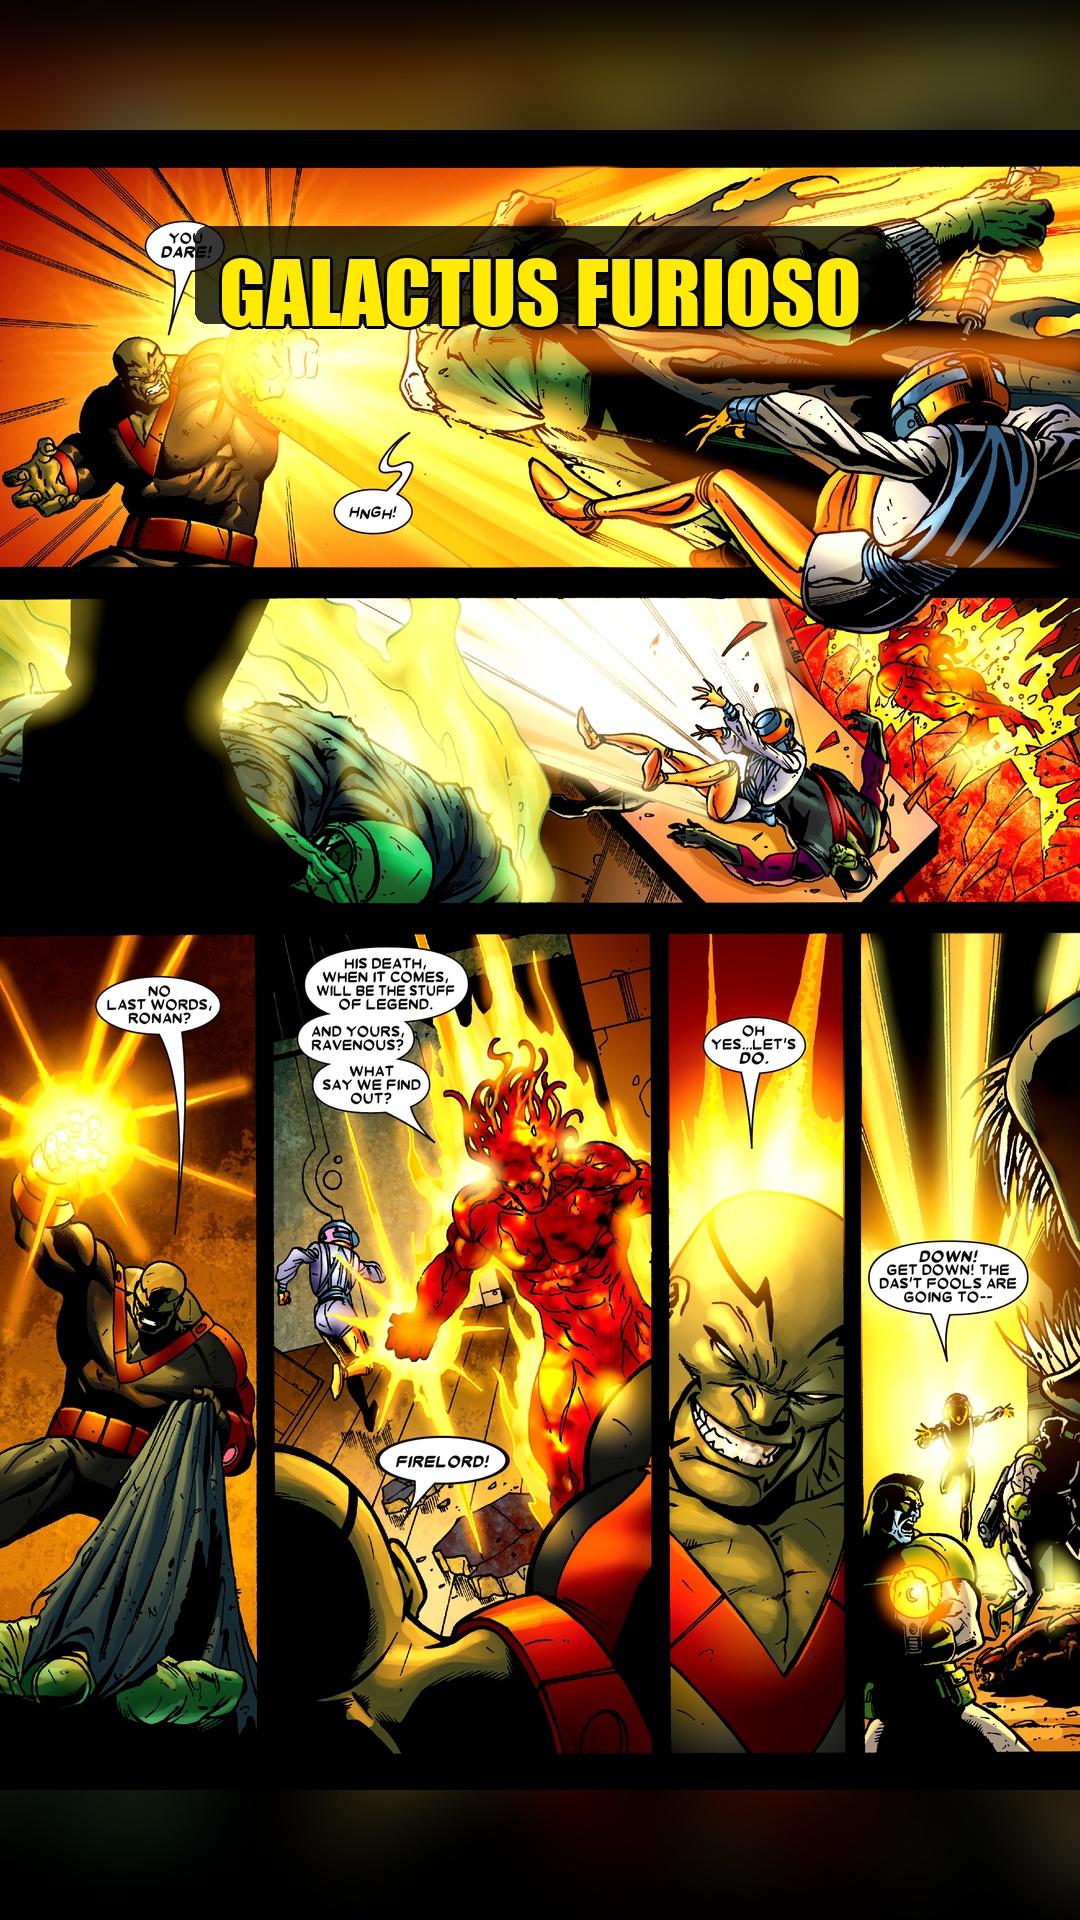 YOU
DARE!
GALACTUS FURIOSO
HNGH!
NO
LAST WORDS,
RONAN?
HIS DEATH,
WHEN IT COMES,
WILL BE THE STUFF
OF LEGEND.
AND YOURS,
RAVENOUS?
WHAT
SAY WE FIND
OUT?
FIRELORD!
OH
YES...LET'S
DO.
DOWN!
GET DOWN! THE
DAS'T FOOLS ARE
GOING TO--